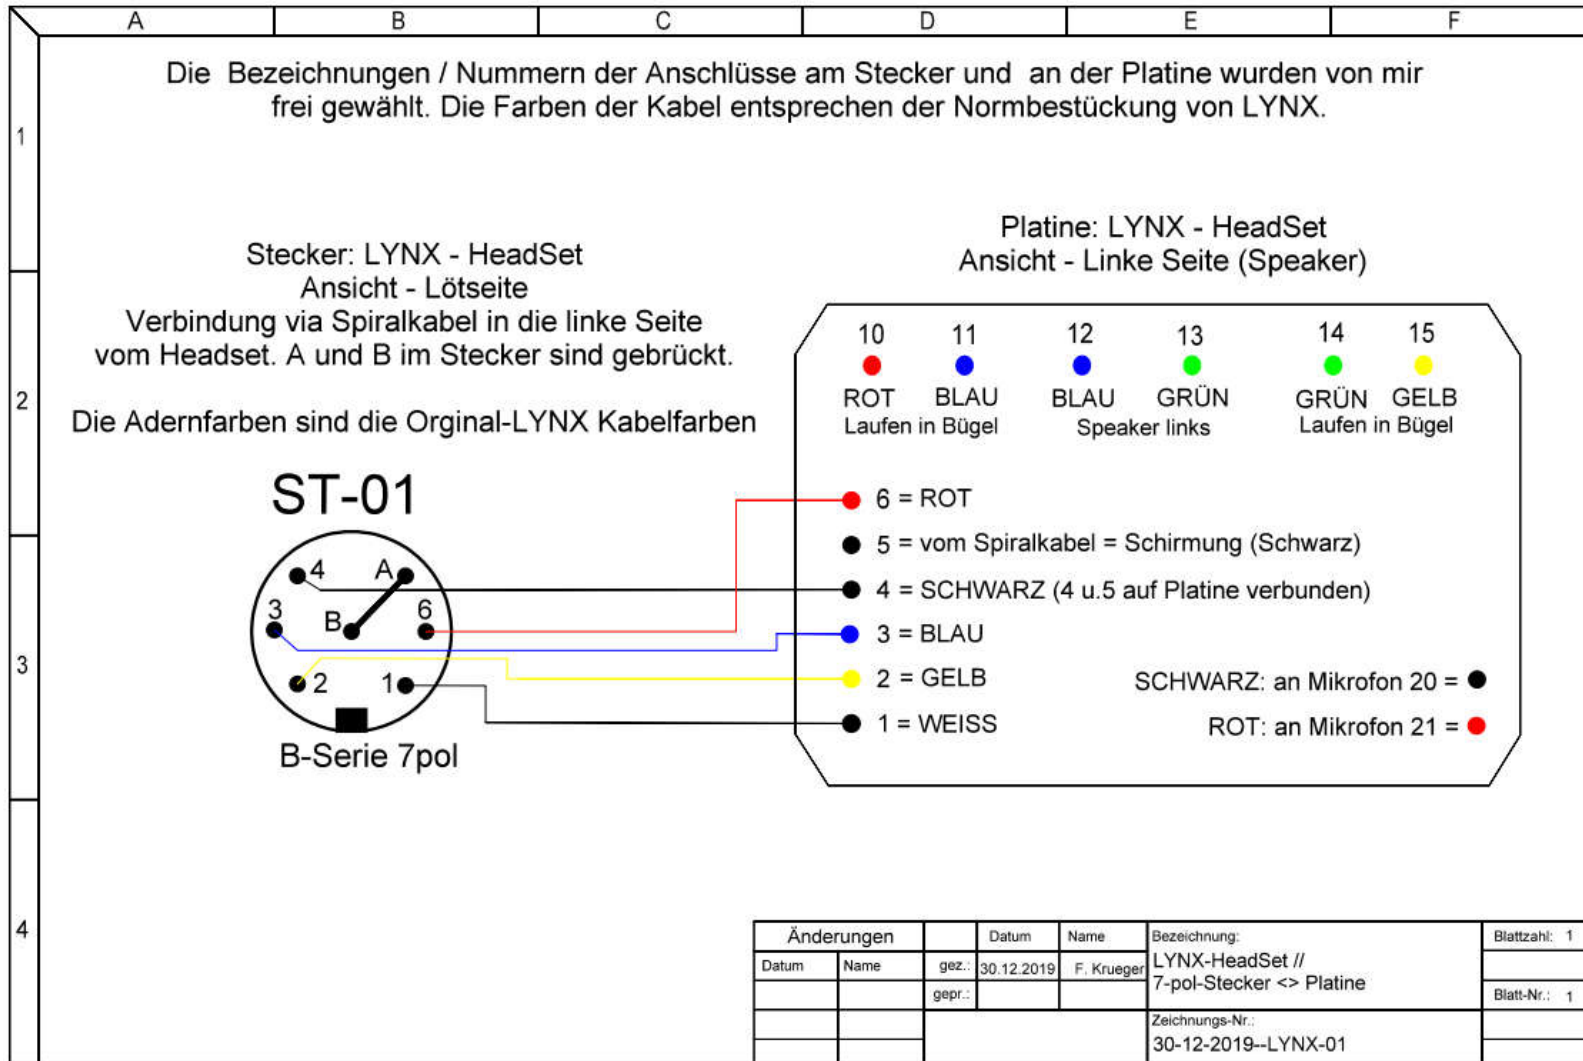 A B C D E F
Die Bezeichnungen / Nummern der Anschlüsse am Stecker und an der Platine wurden von mir
frei gewählt. Die Farben der Kabel entsprechen der Normbestückung von LYNX.
1
Stecker: LYNX - HeadSet
Ansicht - Lötseite
Verbindung via Spiralkabel in die linke Seite
vom Headset. A und B im Stecker sind gebrückt.
Die Adernfarben sind die Orginal-LYNX Kabelfarben
2
Platine: LYNX - HeadSet
Ansicht - Linke Seite (Speaker)
10 11 12 13 14 15
ROT BLAU BLAU GRÜN GRÜN GELB
Laufen in Bügel Speaker links Laufen in Bügel
ST-01
4 A
3 B 6
2 1
B-Serie 7pol
3
6 = ROT
5 = vom Spiralkabel = Schirmung (Schwarz)
4 = SCHWARZ (4 u.5 auf Platine verbunden)
3 = BLAU
2 = GELB
1 = WEISS
SCHWARZ: an Mikrofon 20 =
ROT: an Mikrofon 21 =
4
Änderungen Datum Name Bezeichnung: Blattzahl: 1
Datum Name gez.: 30.12.2019 F. Krueger LYNX-HeadSet //
gepr.: 7-pol-Stecker <> Platine Blatt-Nr.: 1
Zeichnungs-Nr.:
30-12-2019--LYNX-01